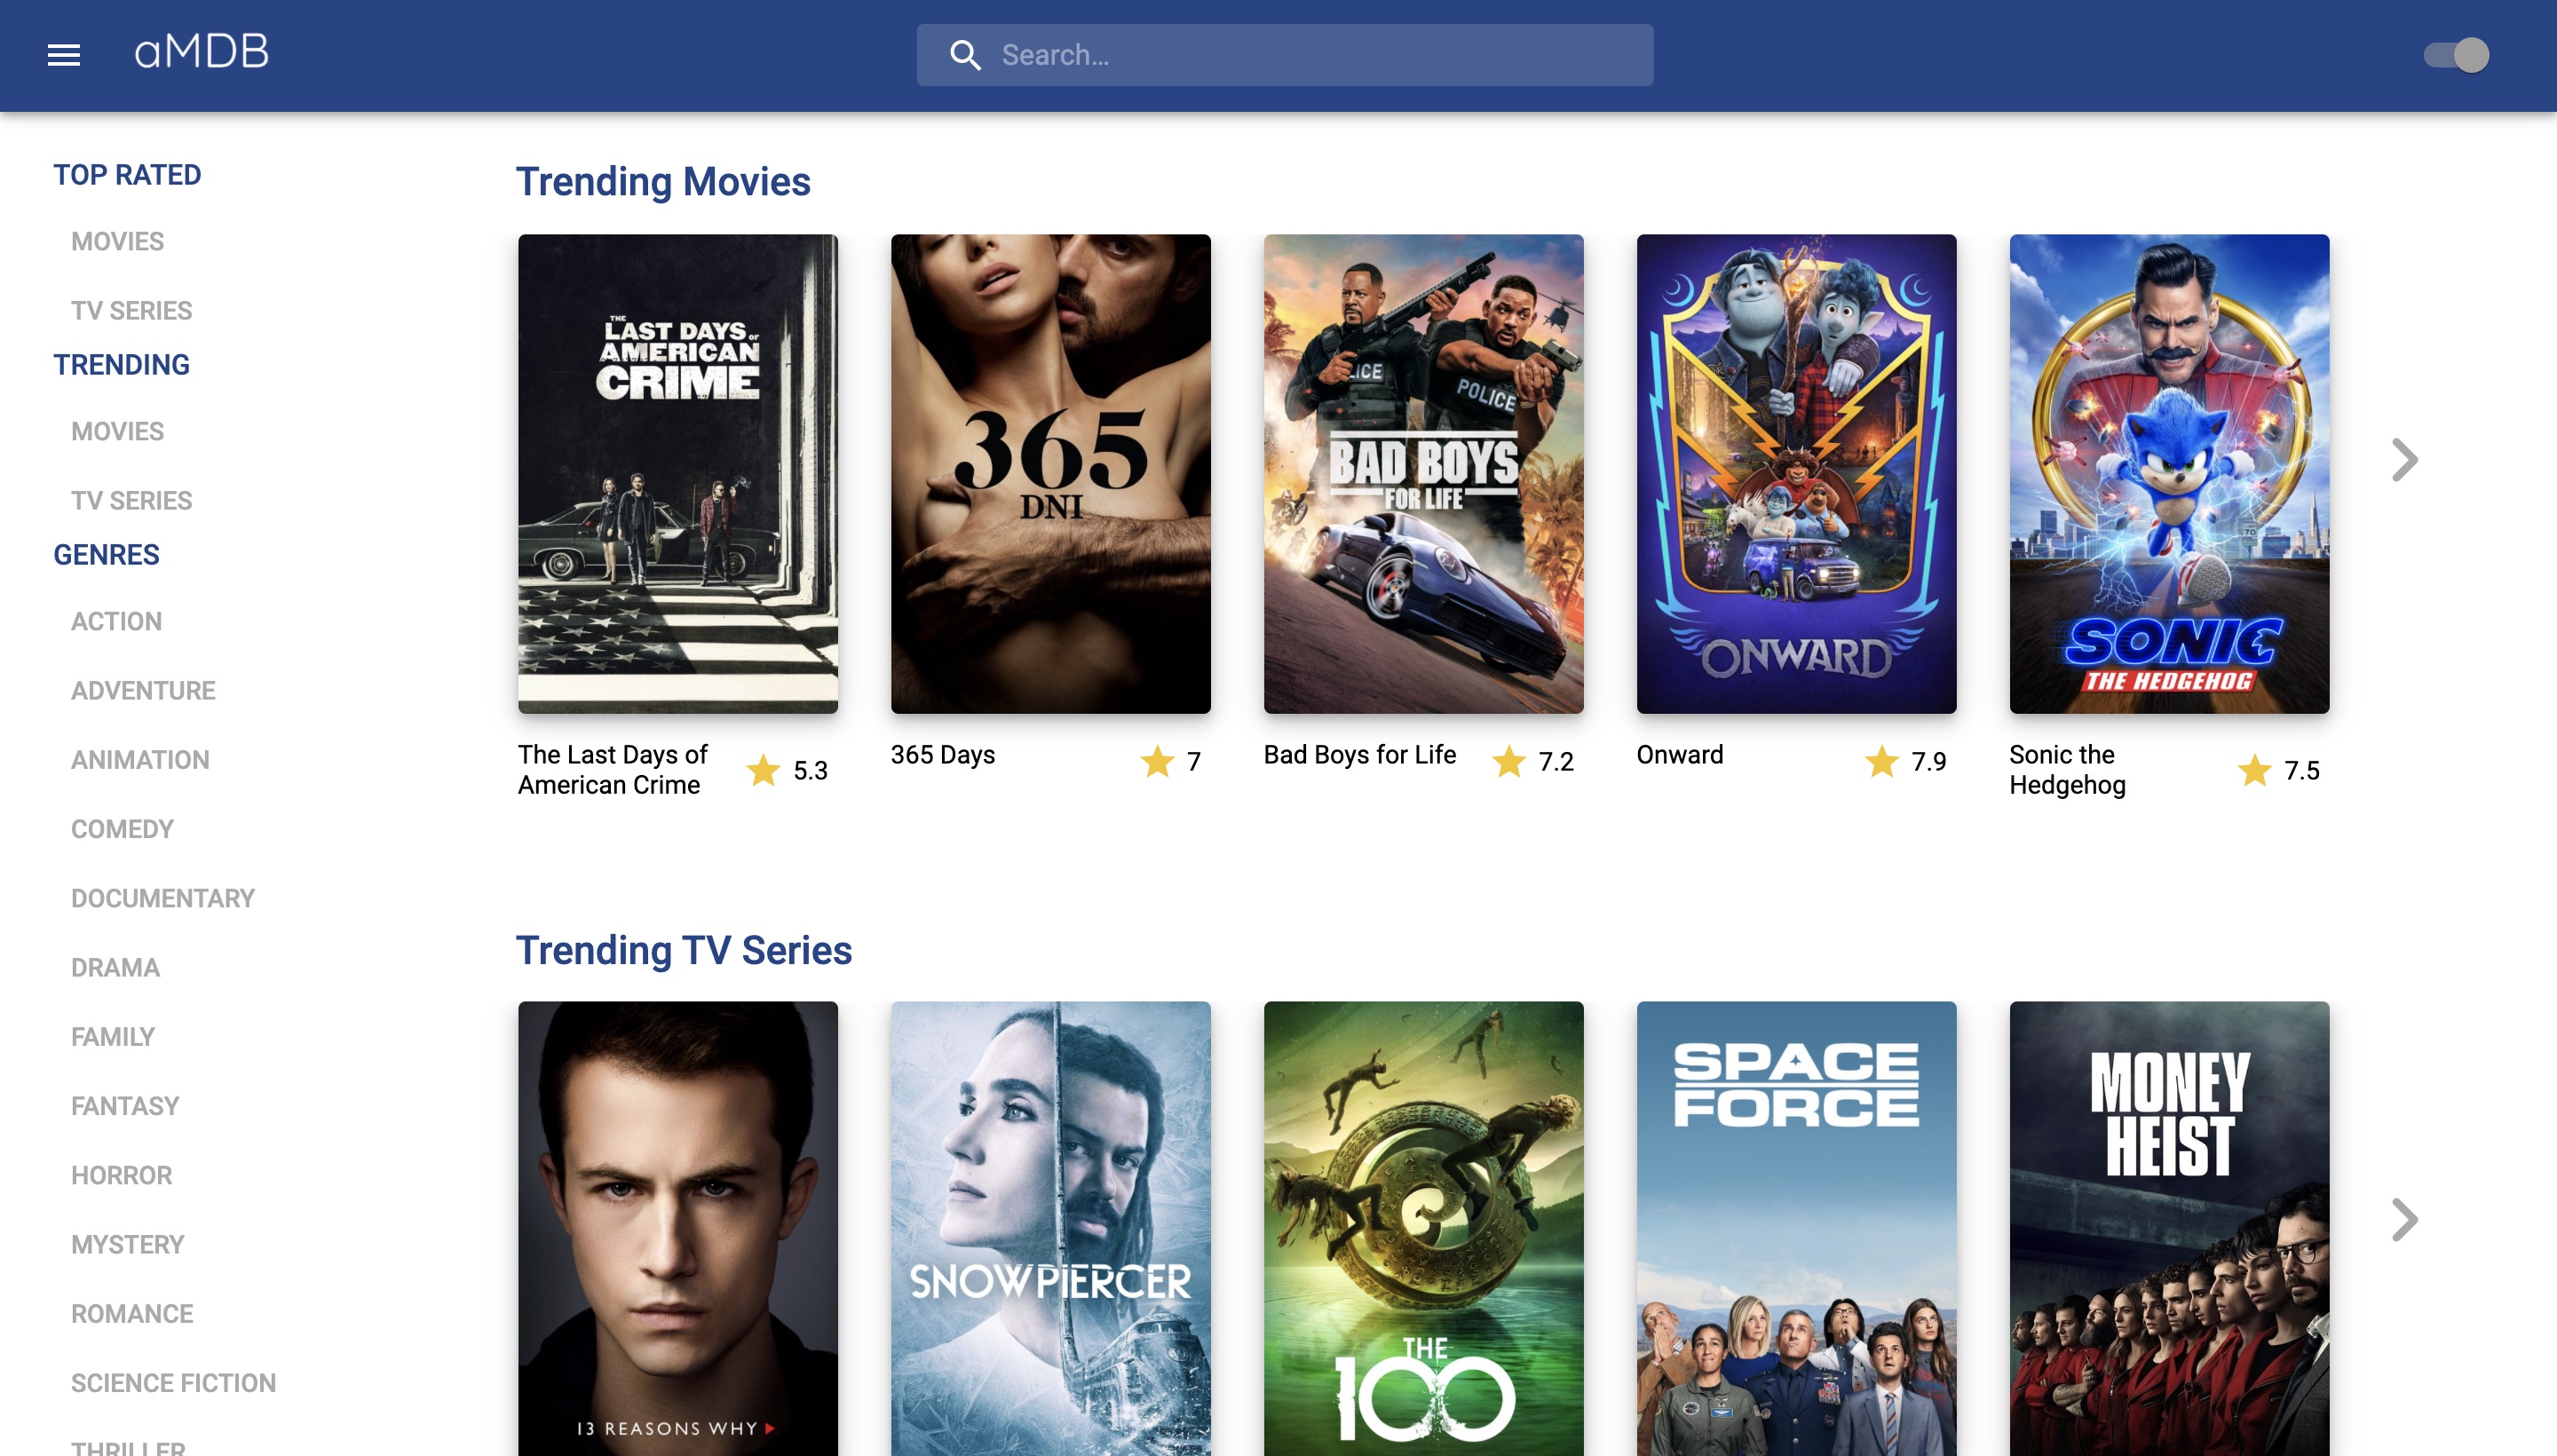 aMDB
Search...
TOP RATED
MOVIES
TV SERIES
TRENDING
MOVIES
TV SERIES
GENRES
ACTION
ADVENTURE
ANIMATION
COMEDY
DOCUMENTARY
DRAMA
FAMILY
FANTASY
HORROR
MYSTERY
ROMANCE
SCIENCE FICTION
THRILLER
Trending Movies
THE
LAST DAYS of
AMERICAN
CRIME
365
DNI
LICE
POLICE
BAD BOYS
FOR LIFE
ONWARD
70
SONIC
THE HEDGEHOG
The Last Days of
American Crime
5.3
365 Days
7
Bad Boys for Life
7.2
Onward
7.9
Sonic the
Hedgehog
7.5
Trending TV Series
13 REASONS WHY
SNOWPIERCER
THE
100
SPACE
FORCE
MONEY
HEIST